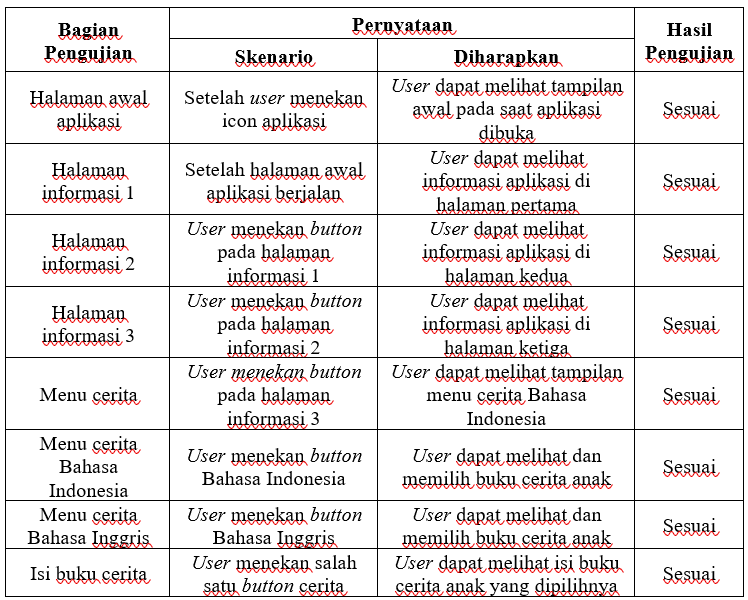 Bagian
Pengujian
Pernyataan
Hasil
Pengujian
Skenario
Diharapkan
Halaman awal
aplikasi
Setelah user menekan
icon aplikasi
User dapat melihat tampilan
awal pada saat aplikasi
dibuka
Sesuai
Halaman
informasi 1
Setelah halaman awal
aplikasi berjalan
User dapat melihat
informasi aplikasi di
halaman pertama
Sesuai
Halaman
informasi 2
User menekan button
pada halaman
informasi 1
User dapat melihat
informasi aplikasi di
halaman kedua
Sesuai
Halaman
informasi 3
User menekan button
pada halaman
informasi 2
User dapat melihat
informasi aplikasi di
halaman ketiga
Sesuai
Menu cerita
User menekan button
pada halaman
informasi 3
User dapat melihat tampilan
menu cerita Bahasa
Indonesia
Sesuai
Menu cerita
Bahasa
Indonesia
User menekan button
Bahasa Indonesia
User dapat melihat dan
memilih buku cerita anak
Sesuai
Menu cerita
Bahasa Inggris
User menekan button
Bahasa Inggris
User dapat melihat dan
memilih buku cerita anak
Sesuai
Isi buku cerita
User menekan salah
satu button cerita
User dapat melihat isi buku
cerita anak yang dipilihnya
Sesuai